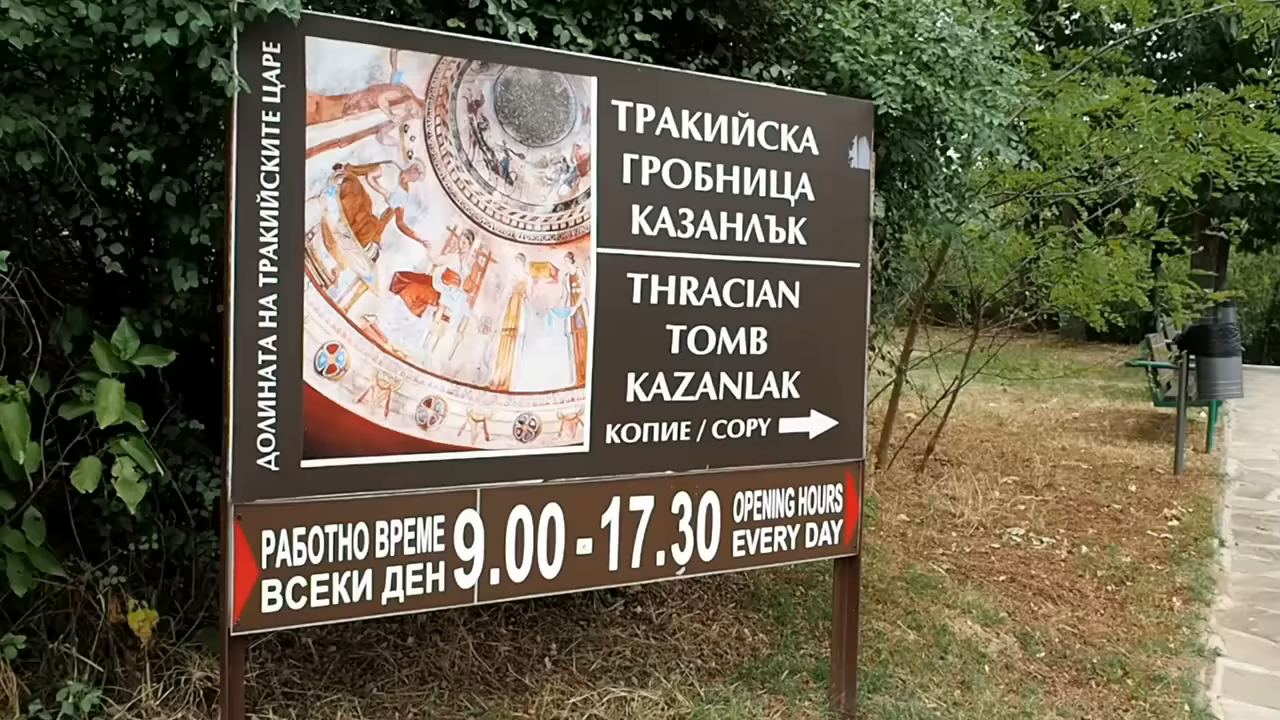 ДОЛИНАТА НА ТРАКИЙСКИТЕ ЦАРЕ
ТРАКИЙСКА
ГРОБНИЦА
КАЗАНЛЪК
THRACIAN
TOMB
KAZANLAK
КОПИЕ / COPY
РАБОТНО ВРЕМЕ
ВСЕКИ ДЕН
9.00 - 17.30
OPENING HOURS
EVERY DAY